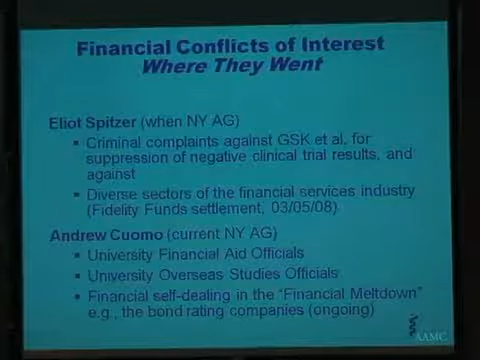 Financial Conflicts of Interest
Where They Went
Eliot Spitzer (when NY AG)
▪ Criminal complaints against GSK et al. for
suppression of negative clinical trial results, and
against
▪ Diverse sectors of the financial services industry
(Fidelity Funds settlement, 03/05/08).
Andrew Cuomo (current NY AG)
▪ University Financial Aid Officials
▪ University Overseas Studies Officials
▪ Financial self-dealing in the “Financial Meltdown”
e.g., the bond rating companies (ongoing)
AAMC